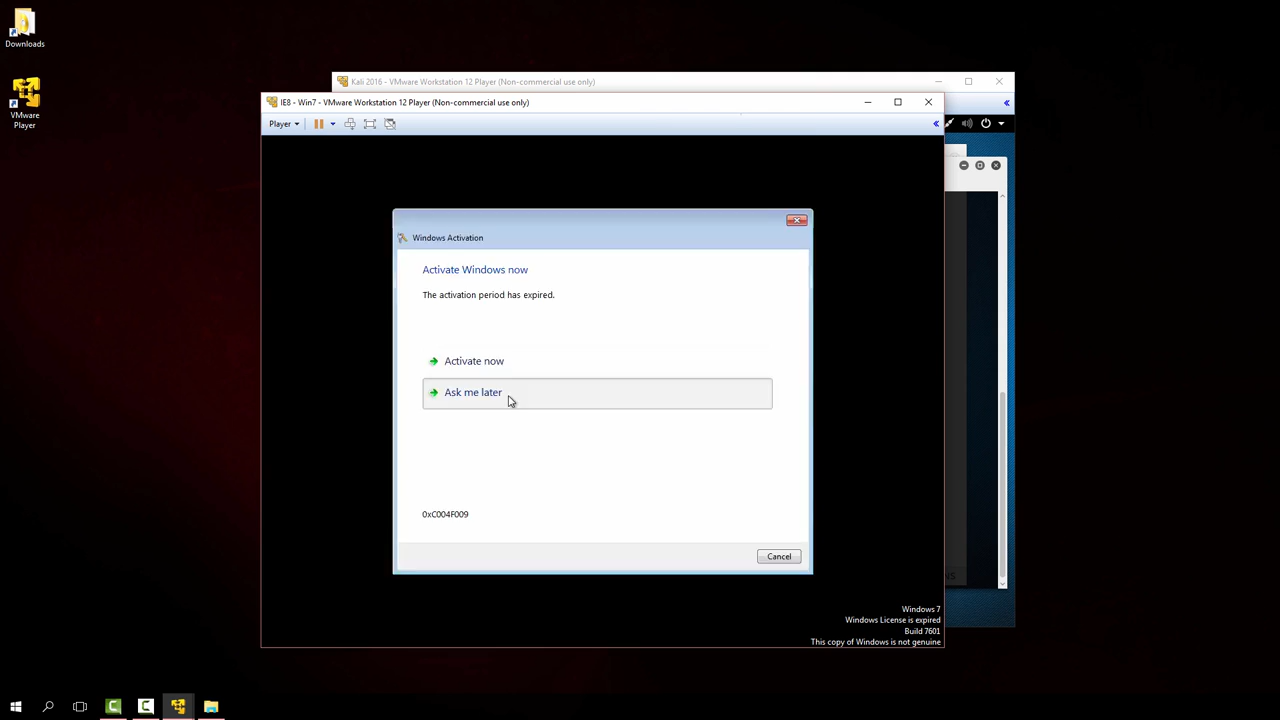 Downloads
VMware
Player
Kali 2016 - VMware Workstation 12 Player (Non-commercial use only)
IE8 - Win7 - VMware Workstation 12 Player (Non-commercial use only)
Player
Windows Activation
Activate Windows now
The activation period has expired.
Activate now
Ask me later
0xC004F009
Cancel
Windows 7
Windows License is expired
Build 7601
This copy of Windows is not genuine